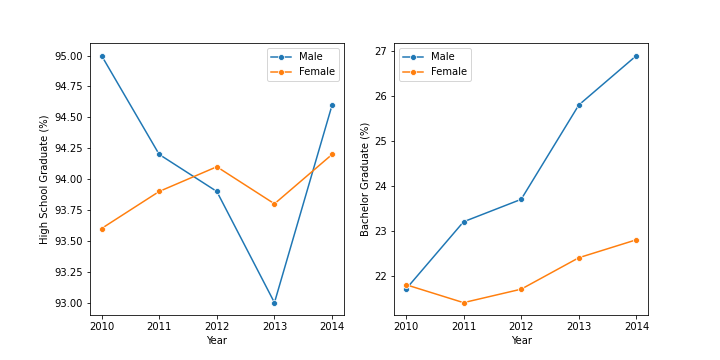 High School Graduate (%)
95.00
94.75
94.50
94.25
94.00
93.75
93.50
93.25
93.00
Male
Female
2010 2011 2012 2013 2014
Year
Bachelor Graduate (%)
27
26
25
24
23
22
Male
Female
2010 2011 2012 2013 2014
Year